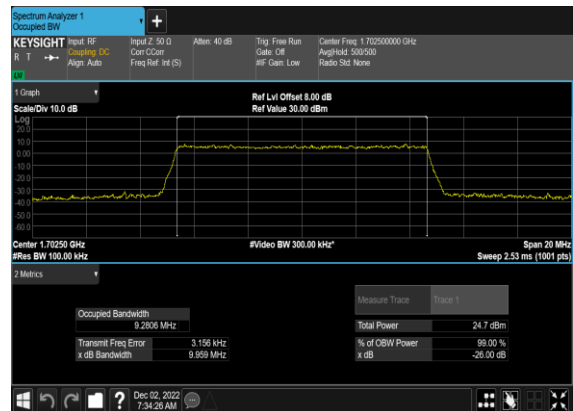 Spectrum Analyzer 1
Occupied BW
+
KEYSIGHT Input: RF Input Z: 50 Ω Atten: 40 dB Trig: Free Run Center Freq: 1.702500000 GHz
R T Coupling: DC Corr CCorr Gate: Off Avg|Hold: 500/500
Align: Auto Freq Ref: Int (S) #IF Gain: Low Radio Std: None
1 Graph
Ref Lvl Offset 8.00 dB
Scale/Div 10.0 dB Ref Value 30.00 dBm
Log
20.0
10.0
0.00
-10.0
-20.0
-30.0
-40.0
-50.0
-60.0
Center 1.70250 GHz #Video BW 300.00 kHz* Span 20 MHz
#Res BW 100.00 kHz Sweep 2.53 ms (1001 pts)
2 Metrics
Measure Trace Trace 1
Occupied Bandwidth
9.2806 MHz Total Power 24.7 dBm
Transmit Freq Error 3.156 kHz % of OBW Power 99.00 %
x dB Bandwidth 9.959 MHz x dB -26.00 dB
? Dec 02, 2022
7:34:26 AM